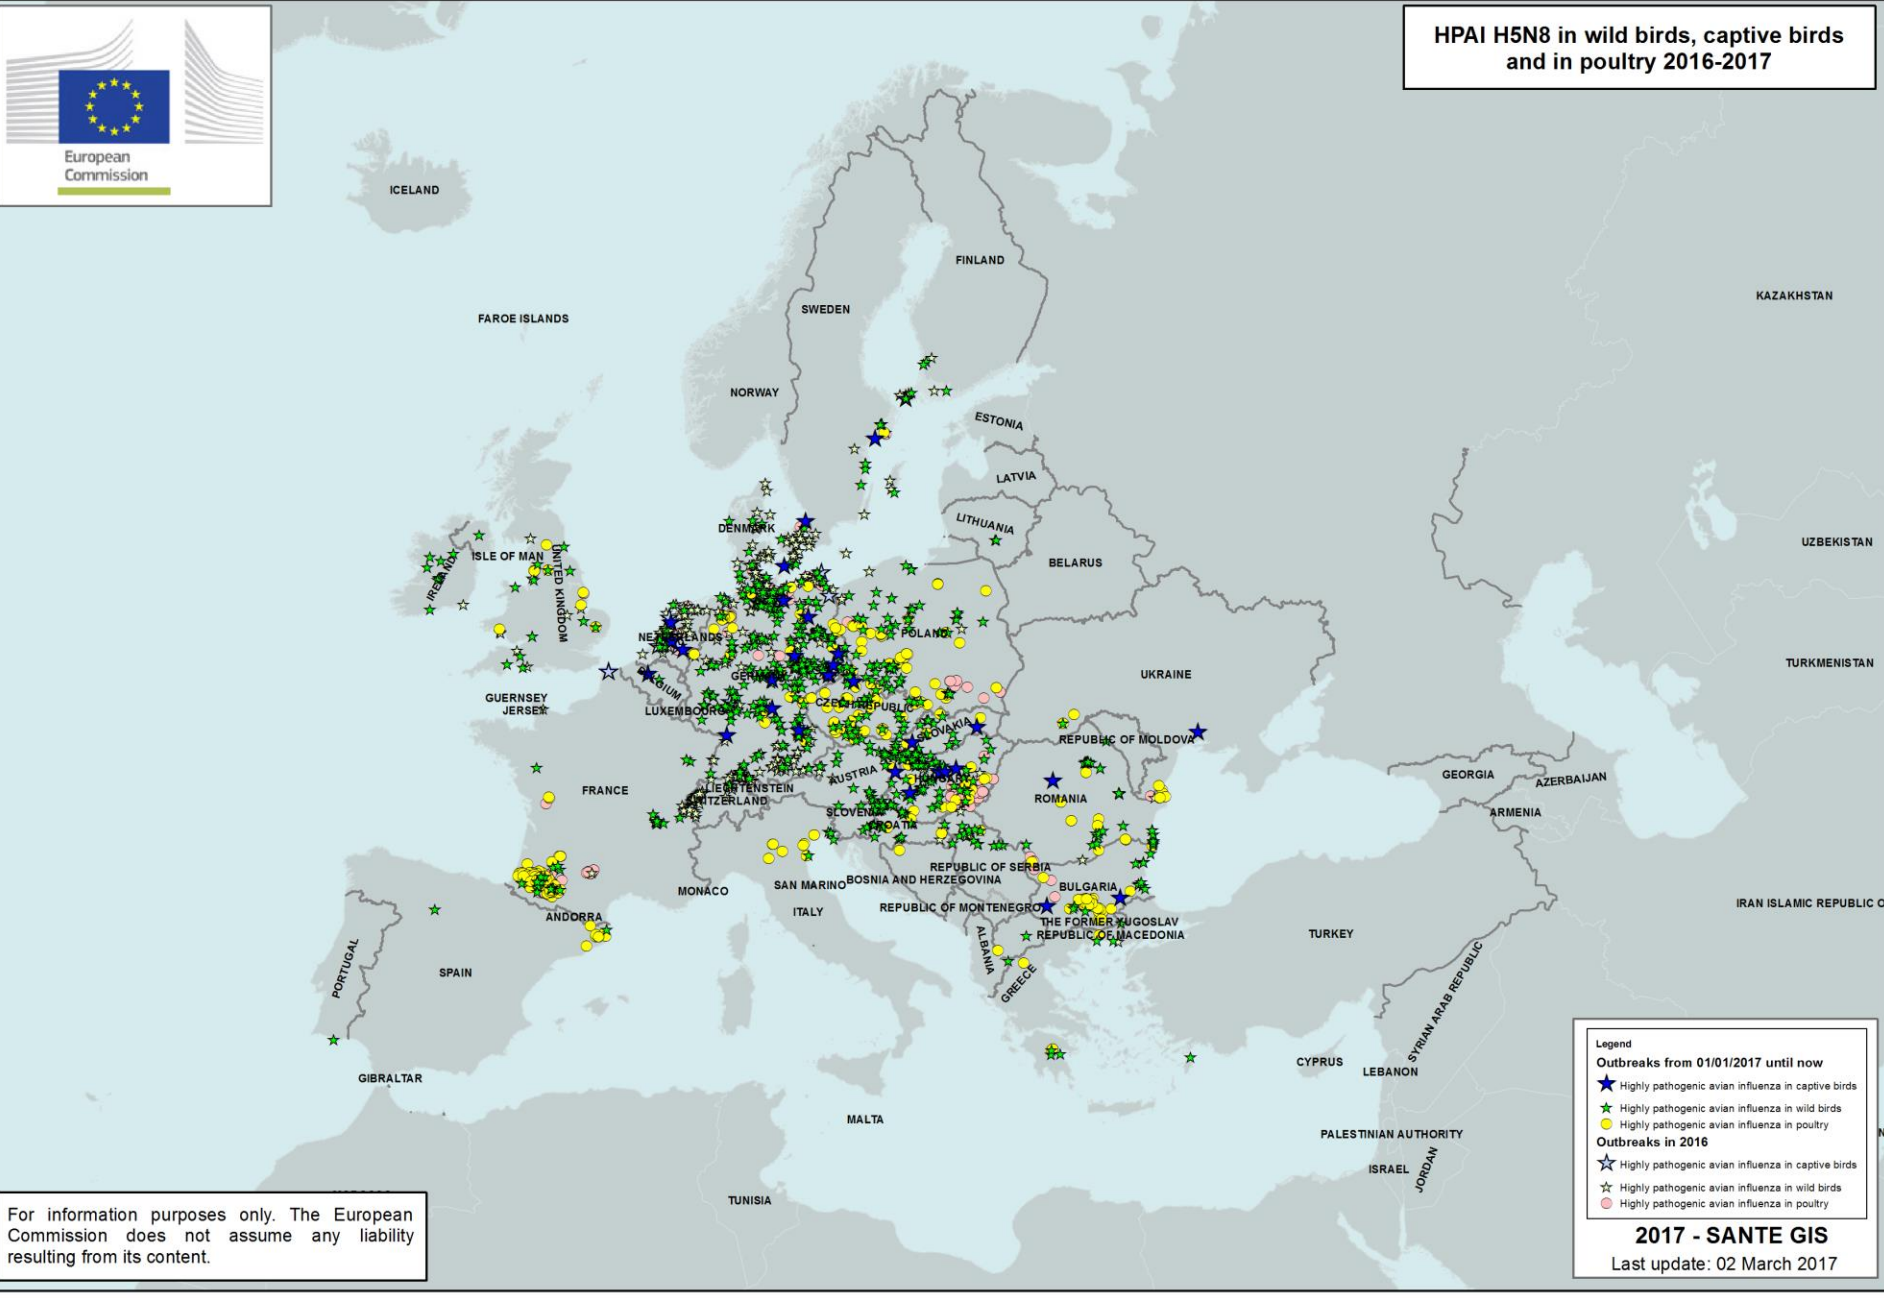 European
Commission
HPAI H5N8 in wild birds, captive birds
and in poultry 2016-2017
ICELAND
FINLAND
KAZAKHSTAN
SWEDEN
FAROE ISLANDS
NORWAY
ESTONIA
LATVIA
LITHUANIA
DENMARK
UZBEKISTAN
ISLE OF MAN
BELARUS
IRELAND
UNITED KINGDOM
NETHERLANDS
POLAND
TURKMENISTAN
UKRAINE
GERMANY
BELGIUM
GUERNSEY
JERSEY
LUXEMBOURG
CZECH REPUBLIC
SLOVAKIA
REPUBLIC OF MOLDOVA
AUSTRIA
HUNGARY
GEORGIA
AZERBAIJAN
FRANCE
LIECHTENSTEIN
SWITZERLAND
ROMANIA
ARMENIA
SLOVENIA
CROATIA
REPUBLIC OF SERBIA
BOSNIA AND HERZEGOVINA
MONACO
SAN MARINO
BULGARIA
IRAN ISLAMIC REPUBLIC O
ITALY
REPUBLIC OF MONTENEGRO
ANDORRA
THE FORMER YUGOSLAV
REPUBLIC OF MACEDONIA
TURKEY
ALBANIA
PORTUGAL
SPAIN
GREECE
SYRIAN ARAB REPUBLIC
CYPRUS
LEBANON
GIBRALTAR
MALTA
PALESTINIAN AUTHORITY
ISRAEL
JORDAN
TUNISIA
For information purposes only. The European
Commission does not assume any liability
resulting from its content.
Legend
Outbreaks from 01/01/2017 until now
Highly pathogenic avian influenza in captive birds
Highly pathogenic avian influenza in wild birds
Highly pathogenic avian influenza in poultry
Outbreaks in 2016
Highly pathogenic avian influenza in captive birds
Highly pathogenic avian influenza in wild birds
Highly pathogenic avian influenza in poultry
2017 - SANTE GIS
Last update: 02 March 2017